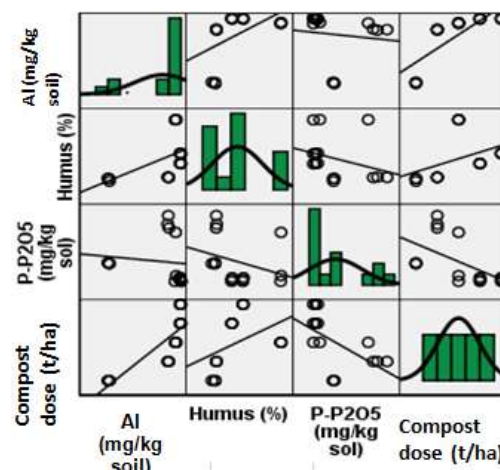 Al (mg/kg
soil)
Humus (%)
P-P2O5
(mg/kg
sol)
Compost
dose (t/ha)
Al
(mg/kg
soil)
Humus (%)
P-P2O5
(mg/kg
sol)
Compost
dose (t/ha)